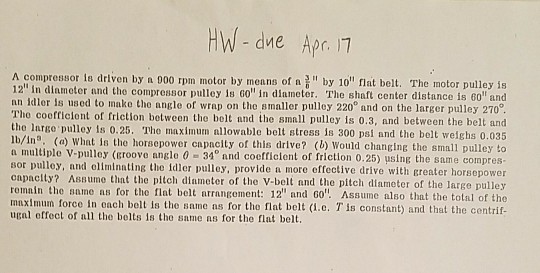 HW - due Apr. 17
A compressor is driven by a 900 rpm motor by means of a 3/8" by 10" flat belt. The motor pulley is
12" in diameter and the compressor pulley is 60" in diameter. The shaft center distance is 60" and
an idler is used to make the angle of wrap on the smaller pulley 220° and on the larger pulley 270°.
The coefficient of friction between the belt and the small pulley is 0.3, and between the belt and
the large pulley is 0.25. The maximum allowable belt stress is 300 psi and the belt weighs 0.035
lb/in³. (a) What is the horsepower capacity of this drive? (b) Would changing the small pulley to
a multiple V-pulley (groove angle θ = 34° and coefficient of friction 0.25) using the same compres-
sor pulley, and eliminating the idler pulley, provide a more effective drive with greater horsepower
capacity? Assume that the pitch diameter of the V-belt and the pitch diameter of the large pulley
remain the same as for the flat belt arrangement: 12" and 60". Assume also that the total of the
maximum force in each belt is the same as for the flat belt (i.e. T is constant) and that the centrif-
ugal effect of all the belts is the same as for the flat belt.